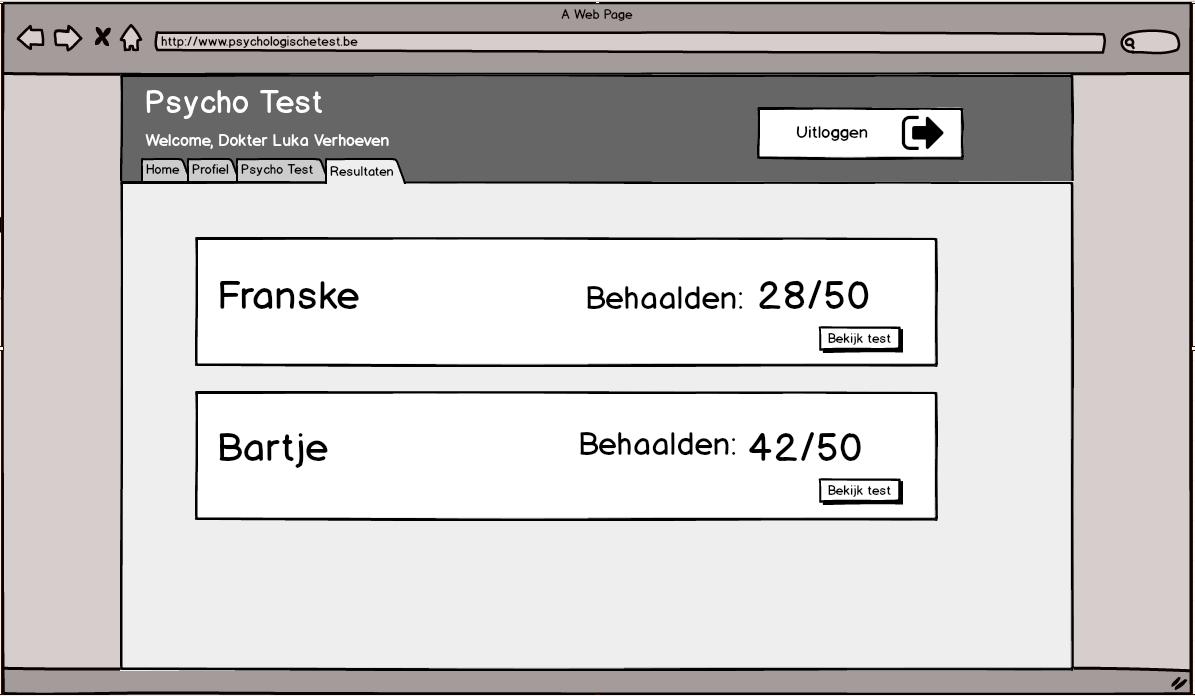 A Web Page
http://www.psychologischetest.be
Psycho Test
Welcome, Dokter Luka Verhoeven
Uitloggen
Home Profiel Psycho Test Resultaten
Franske
Behaalden: 28/50
Bekijk test
Bartje
Behaalden: 42/50
Bekijk test